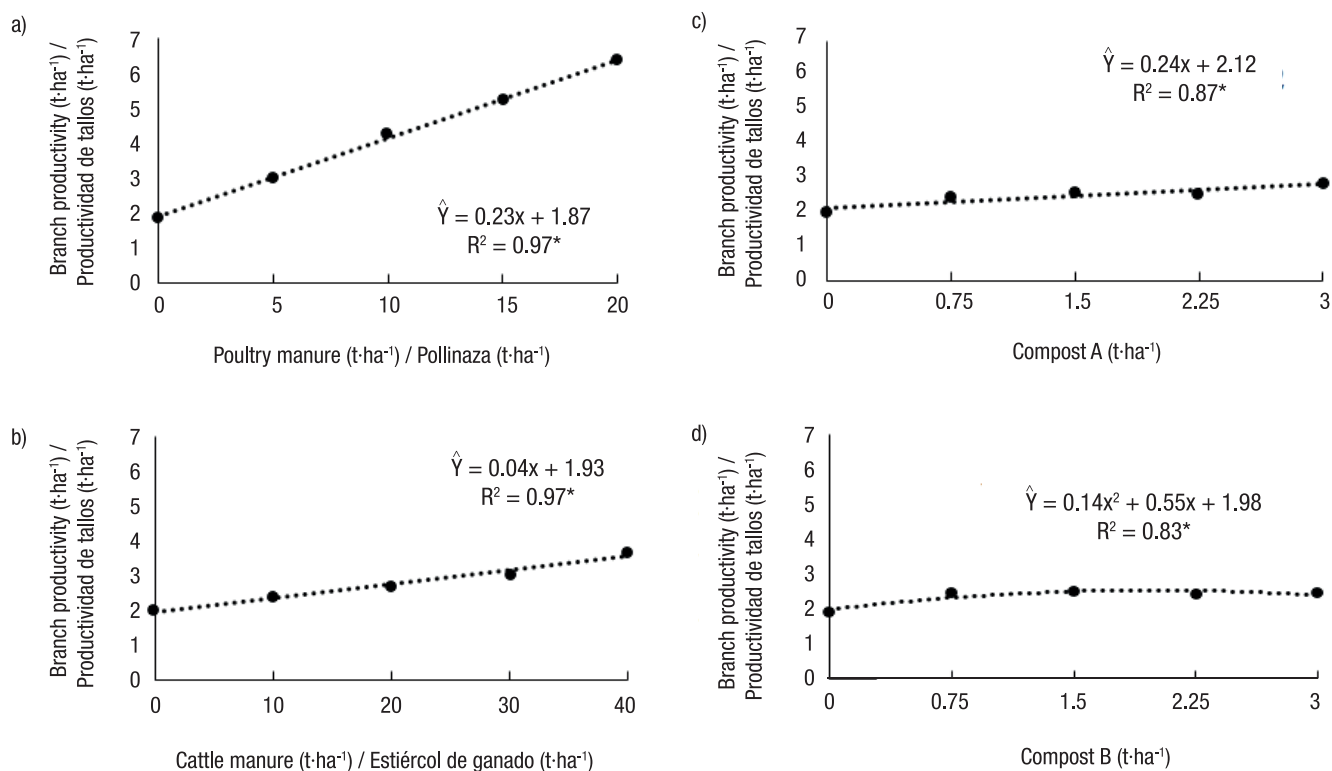 a)
Branch productivity (t·ha⁻¹) /
Productividad de tallos (t·ha⁻¹)
7
6
5
4
3
2
1
0
Ŷ = 0.23x + 1.87
R² = 0.97*
0 5 10 15 20
Poultry manure (t·ha⁻¹) / Pollinaza (t·ha⁻¹)
b)
Branch productivity (t·ha⁻¹) /
Productividad de tallos (t·ha⁻¹)
7
6
5
4
3
2
1
0
Ŷ = 0.04x + 1.93
R² = 0.97*
0 10 20 30 40
Cattle manure (t·ha⁻¹) / Estiércol de ganado (t·ha⁻¹)
c)
Branch productivity (t·ha⁻¹) /
Productividad de tallos (t·ha⁻¹)
7
6
5
4
3
2
1
0
Ŷ = 0.24x + 2.12
R² = 0.87*
0 0.75 1.5 2.25 3
Compost A (t·ha⁻¹)
d)
Branch productivity (t·ha⁻¹) /
Productividad de tallos (t·ha⁻¹)
7
6
5
4
3
2
1
0
Ŷ = 0.14x² + 0.55x + 1.98
R² = 0.83*
0 0.75 1.5 2.25 3
Compost B (t·ha⁻¹)